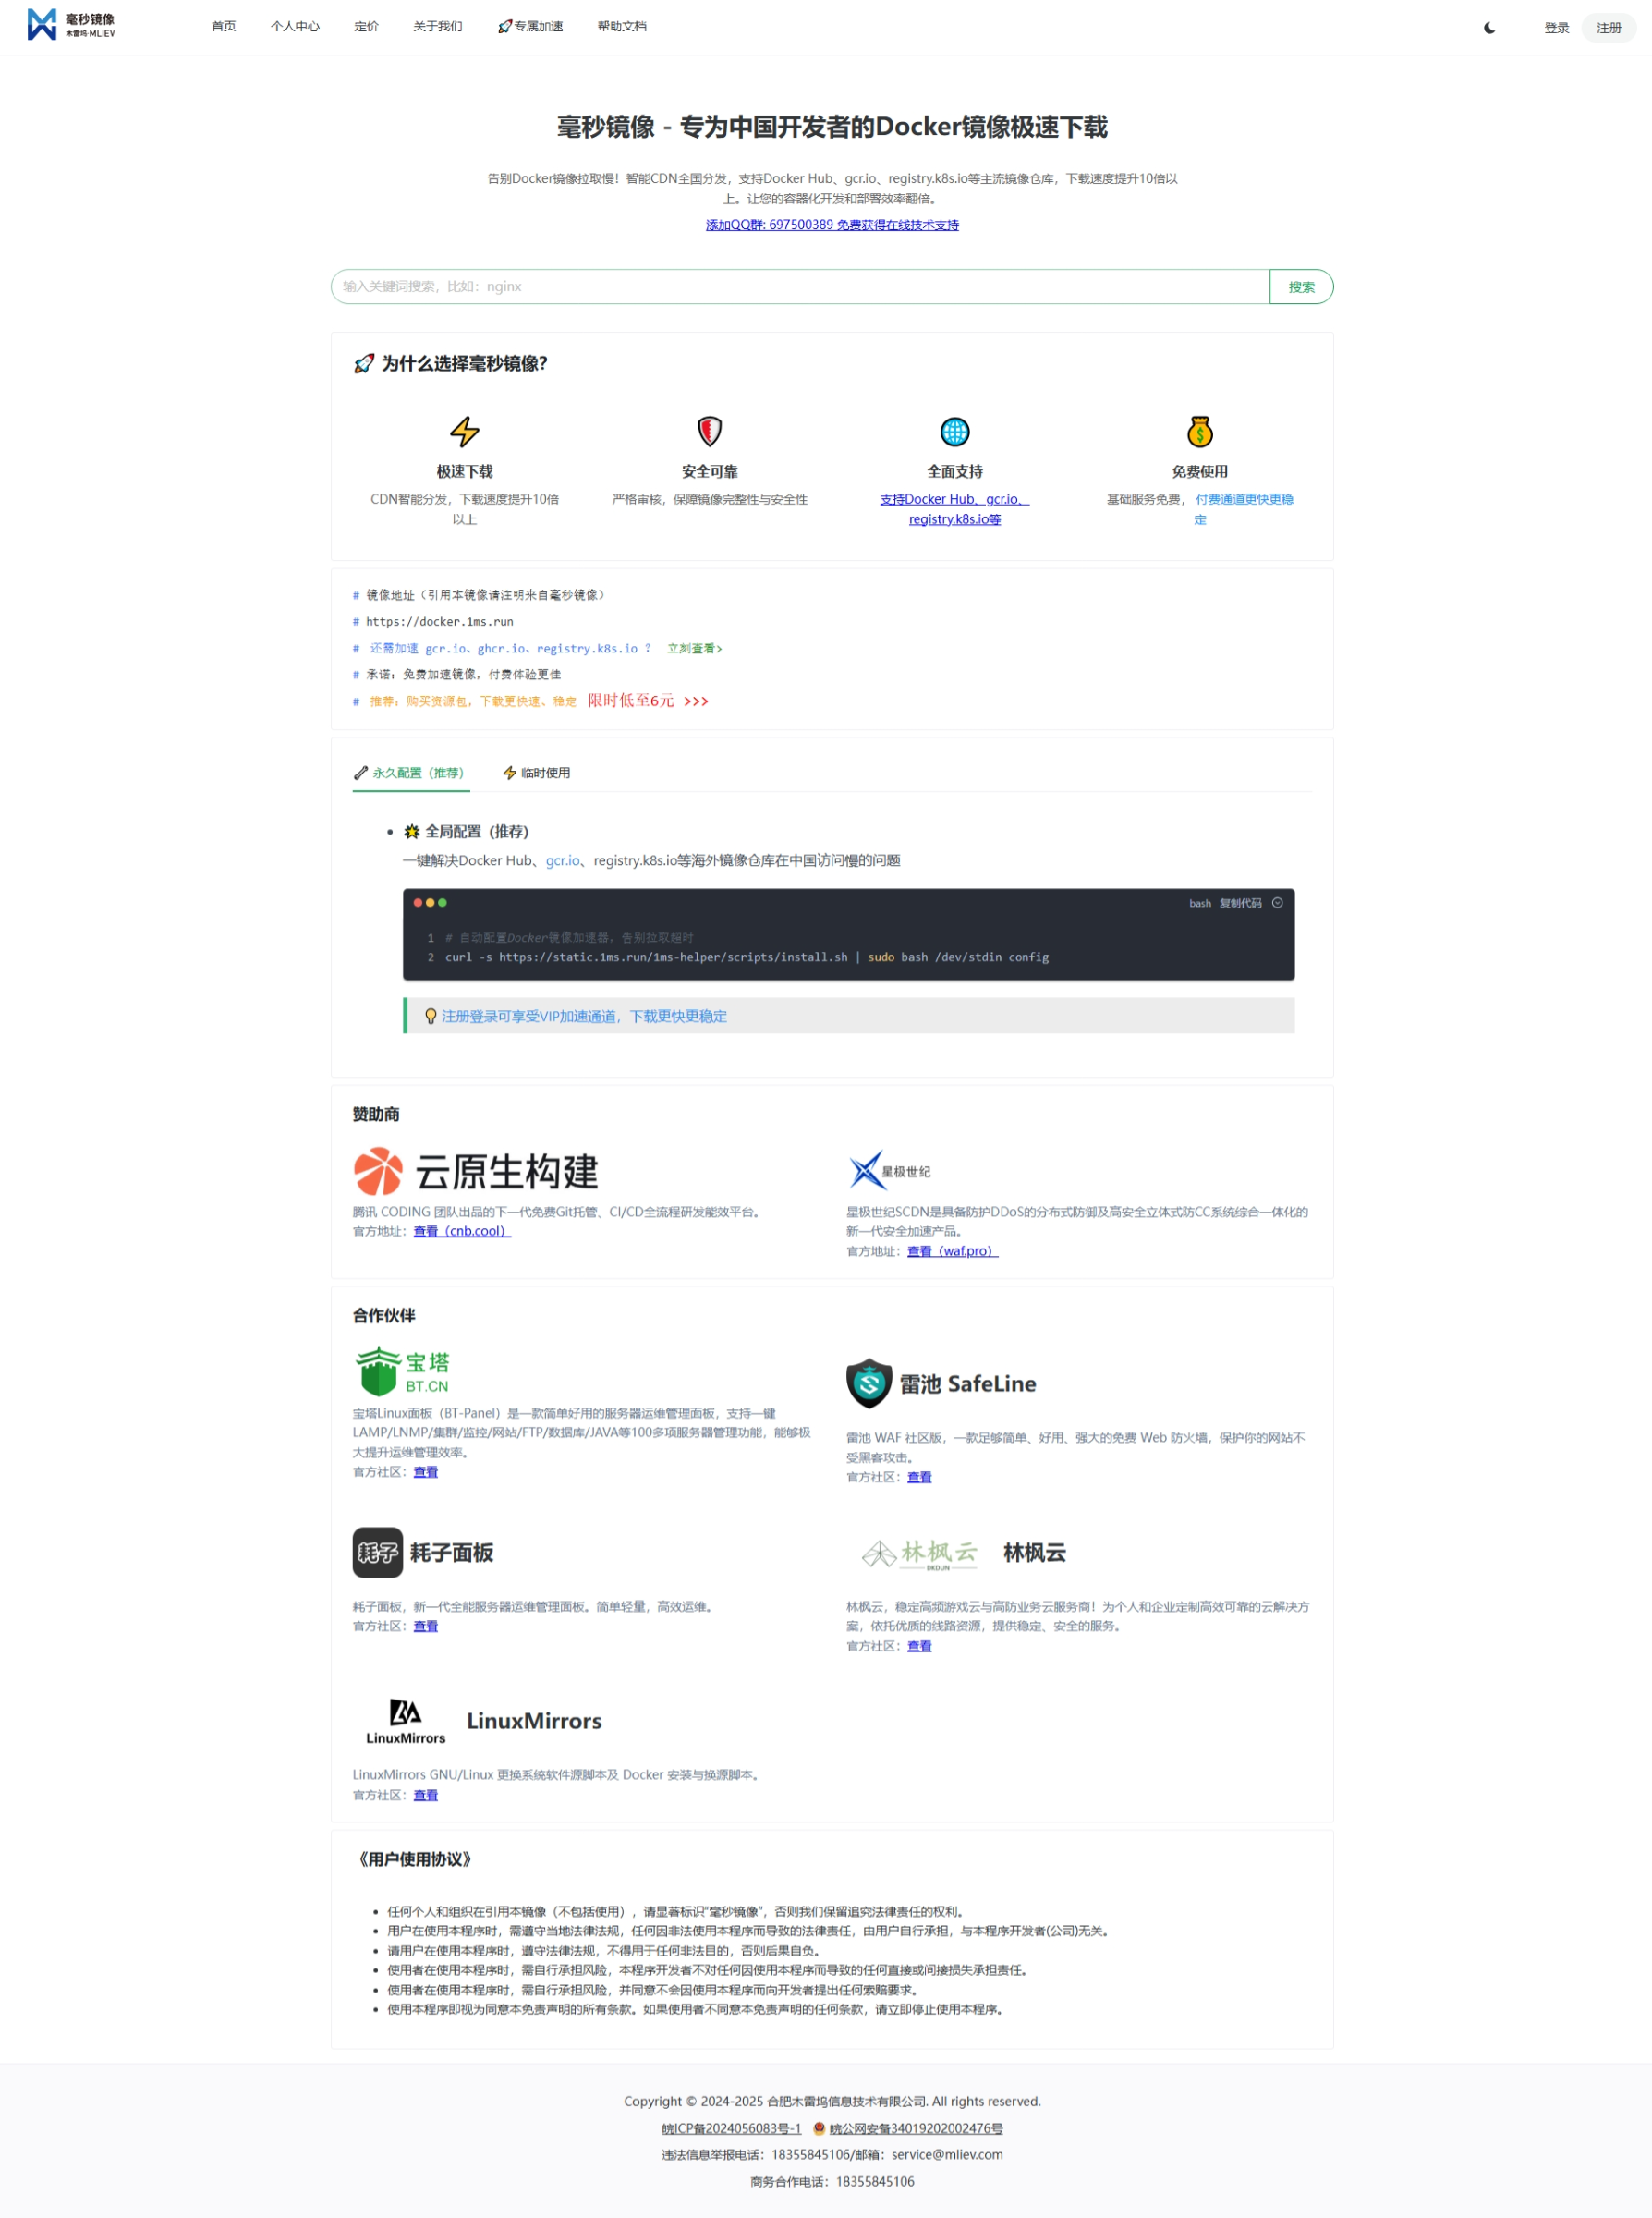 毫秒镜像
木雷坞·MLIEV
首页 个人中心 定价 关于我们 专属加速 帮助文档 登录 注册
毫秒镜像 - 专为中国开发者的Docker镜像极速下载
告别Docker镜像拉取慢！智能CDN全国分发，支持Docker Hub、gcr.io、registry.k8s.io等主流镜像仓库，下载速度提升10倍以
上。让您的容器化开发和部署效率翻倍。
添加QQ群: 697500389 免费获得在线技术支持
输入关键词搜索，比如：nginx 搜索
为什么选择毫秒镜像？
极速下载 安全可靠 全面支持 免费使用
CDN智能分发，下载速度提升10倍 严格审核，保障镜像完整性与安全性 支持Docker Hub、gcr.io、 基础服务免费，付费通道更快更稳
以上 registry.k8s.io等 定
# 镜像地址（引用本镜像请注明来自毫秒镜像）
# https://docker.1ms.run
# 还需加速 gcr.io、ghcr.io、registry.k8s.io ？ 立刻查看>
# 承诺：免费加速镜像，付费体验更佳
# 推荐：购买资源包，下载更快速、稳定 限时低至6元 >>>
永久配置（推荐） 临时使用
全局配置（推荐）
一键解决Docker Hub、gcr.io、registry.k8s.io等海外镜像仓库在中国访问慢的问题
bash 复制代码
1 # 自动配置Docker镜像加速器，告别拉取超时
2 curl -s https://static.1ms.run/1ms-helper/scripts/install.sh | sudo bash /dev/stdin config
注册登录可享受VIP加速通道，下载更快更稳定
赞助商
云原生构建
腾讯 CODING 团队出品的下一代免费Git托管、CI/CD全流程研发能效平台。
官方地址：查看（cnb.cool）
星极世纪
星极世纪SCDN是具备防护DDoS的分布式防御及高安全立体式防CC系统综合一体化的
新一代安全加速产品。
官方地址：查看（waf.pro）
合作伙伴
宝塔
BT.CN
宝塔Linux面板（BT-Panel）是一款简单好用的服务器运维管理面板，支持一键
LAMP/LNMP/集群/监控/网站/FTP/数据库/JAVA等100多项服务器管理功能，能够极
大提升运维管理效率。
官方社区：查看
雷池 SafeLine
雷池 WAF 社区版，一款足够简单、好用、强大的免费 Web 防火墙，保护你的网站不
受黑客攻击。
官方社区：查看
耗子 耗子面板
耗子面板，新一代全能服务器运维管理面板。简单轻量，高效运维。
官方社区：查看
林枫云 林枫云
DKDUN
林枫云，稳定高频游戏云与高防业务云服务商！为个人和企业定制高效可靠的云解决方
案，依托优质的线路资源，提供稳定、安全的服务。
官方社区：查看
LinuxMirrors LinuxMirrors
LinuxMirrors GNU/Linux 更换系统软件源脚本及 Docker 安装与换源脚本。
官方社区：查看
《用户使用协议》
任何个人和组织在引用本镜像（不包括使用），请显著标识“毫秒镜像”，否则我们保留追究法律责任的权利。
用户在使用本程序时，需遵守当地法律法规，任何因非法使用本程序而导致的法律责任，由用户自行承担，与本程序开发者(公司)无关。
请用户在使用本程序时，遵守法律法规，不得用于任何非法目的，否则后果自负。
使用者在使用本程序时，需自行承担风险，本程序开发者不对任何因使用本程序而导致的任何直接或间接损失承担责任。
使用者在使用本程序时，需自行承担风险，并同意不会因使用本程序而向开发者提出任何索赔要求。
使用本程序即视为同意本免责声明的所有条款。如果使用者不同意本免责声明的任何条款，请立即停止使用本程序。
Copyright © 2024-2025 合肥木雷坞信息技术有限公司. All rights reserved.
皖ICP备2024056083号-1 皖公网安备34019202002476号
违法信息举报电话：18355845106/邮箱：service@mliev.com
商务合作电话：18355845106